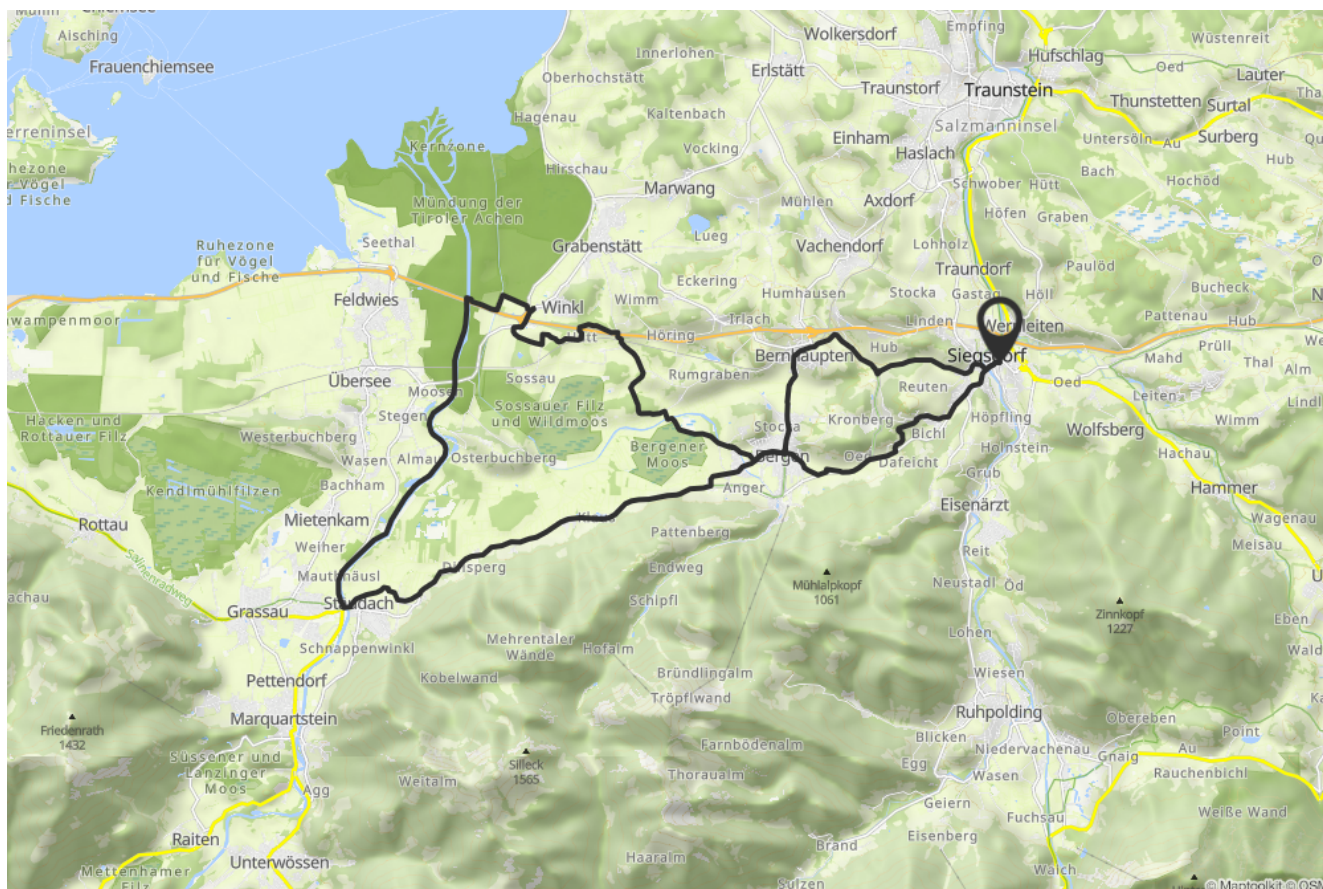 Aisching
Frauenchiemsee
Wolkersdorf
Empfing
Hufschlag
Wüstenreit
Innerlohen
Oberhochstätt
Erlstätt
Oed
Lauter
Traunstorf
Traunstein
Thunstetten
Surtal
Hagenau
Kaltenbach
Salzmanninsel
Untersöln
Au
Surberg
Kernzone
Einham
Haslach
Vocking
Hirschau
Bach
Hub
Marwang
Schwober
Hütt
Hochöd
Mündung der
Tiroler Achen
Mühlen
Axdorf
Höfen
Graben
Ruhezone
für Vögel
und Fische
Seethal
Grabenstätt
Lueg
Vachendorf
Lohholz
Traundorf
Paulöd
Eckering
Feldwies
Humhausen
Stocka
Gastag
Höll
Bucheck
Winkl
Wimm
Irlach
Linden
Pattenau
Hub
Höring
Bernhaupten
Hub
Siegsdorf
Mahd
Prüll
Thal
Alm
Übersee
Moosen
Sossau
Rumgraben
Reuten
Oed
Leiten
Sossauer Filz
und Wildmoos
Stegen
Höpfling
Wimm
Hacken und
Rottauer Filz
Westerbuchberg
Stocka
Kronberg
Bichl
Wolfsberg
Wasen
Almau
Osterbuchberg
Bergener
Moos
Bergen
Oed
Dafeicht
Holnstein
Hachau
Grub
Bachham
Anger
Hammer
Kendlmühlfilzen
Eisenärzt
Rottau
Mietenkam
Klaus
Pattenberg
Wagenau
Weiher
Reit
Meisau
Salinenradweg
Mauthäusl
Endweg
Mühlalpkopf
1061
Neustadl
Öd
Grassau
Staudach
Schipfl
Zinnkopf
1227
Eben
Mehrentaler
Wände
Hofalm
Lohen
Schnappenwinkl
Pettendorf
Kobelwand
Bründlingalm
Tröpflwand
Wiesen
Marquartstein
Ruhpolding
Obereben
Friedenrath
1432
Blicken
Farnbödenalm
Niedervachenau
Gnaig
Au
Point
Süssener und
Lanzinger
Moos
Silleck
1565
Weitalm
Thoraualm
Egg
Wasen
Rauchenbichl
Agg
Geiern
Fuchsau
Weiße Wand
Raiten
Eisenberg
Brand
Unterwössen
Haaralm
Walch
Mettenhamer
Filz
Sulzen
© Maptoolkit © OSM